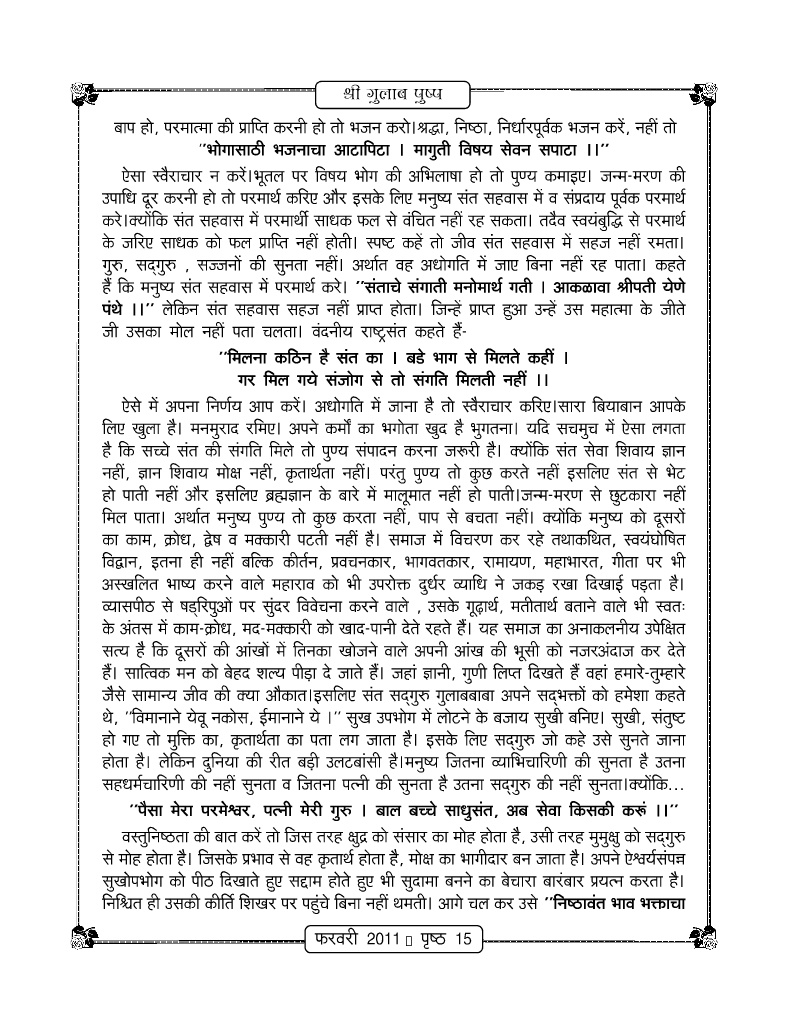 श्री गुलाब पुष्प
बाप हो, परमात्मा की प्राप्ति करनी हो तो भजन करो।श्रद्धा, निष्ठा, निर्धारपूर्वक भजन करें, नहीं तो
''भोगासाठी भजनाचा आटापिटा । मागुती विषय सेवन सपाटा ।।''
ऐसा स्वैराचार न करें।भूतल पर विषय भोग की अभिलाषा हो तो पुण्य कमाइए। जन्म-मरण की
उपाधि दूर करनी हो तो परमार्थ करिए और इसके लिए मनुष्य संत सहवास में व संप्रदाय पूर्वक परमार्थ
करे।क्योंकि संत सहवास में परमार्थी साधक फल से वंचित नहीं रह सकता। तदैव स्वयंबुद्धि से परमार्थ
के जरिए साधक को फल प्राप्ति नहीं होती। स्पष्ट कहें तो जीव संत सहवास में सहज नहीं रमता।
गुरु, सद्‌गुरु , सज्जनों की सुनता नहीं। अर्थात वह अधोगति में जाए बिना नहीं रह पाता। कहते
हैं कि मनुष्य संत सहवास में परमार्थ करे। ''संताचे संगाती मनोमार्थ गती । आकळावा श्रीपती येणे
पंथे ।।'' लेकिन संत सहवास सहज नहीं प्राप्त होता। जिन्हें प्राप्त हुआ उन्हें उस महात्मा के जीते
जी उसका मोल नहीं पता चलता। वंदनीय राष्ट्रसंत कहते हैं-
''मिलना कठिन है संत का । बडे भाग से मिलते कहीं ।
गर मिल गये संजोग से तो संगति मिलती नहीं ।।
ऐसे में अपना निर्णय आप करें। अधोगति में जाना है तो स्वैराचार करिए।सारा बियाबान आपके
लिए खुला है। मनमुराद रमिए। अपने कर्मों का भगोता खुद है भुगतना। यदि सचमुच में ऐसा लगता
है कि सच्चे संत की संगति मिले तो पुण्य संपादन करना जरूरी है। क्योंकि संत सेवा शिवाय ज्ञान
नहीं, ज्ञान शिवाय मोक्ष नहीं, कृतार्थता नहीं। परंतु पुण्य तो कुछ करते नहीं इसलिए संत से भेट
हो पाती नहीं और इसलिए ब्रह्मज्ञान के बारे में मालूमात नहीं हो पाती।जन्म-मरण से छुटकारा नहीं
मिल पाता। अर्थात मनुष्य पुण्य तो कुछ करता नहीं, पाप से बचता नहीं। क्योंकि मनुष्य को दूसरों
का काम, क्रोध, द्वेष व मक्कारी पटती नहीं है। समाज में विचरण कर रहे तथाकथित, स्वयंघोषित
विद्वान, इतना ही नहीं बल्कि कीर्तन, प्रवचनकार, भागवतकार, रामायण, महाभारत, गीता पर भी
अस्खलित भाष्य करने वाले महाराव को भी उपरोक्त दुर्धर व्याधि ने जकड़ रखा दिखाई पड़ता है।
व्यासपीठ से षड्‌रिपुओं पर सुंदर विवेचना करने वाले , उसके गूढ़ार्थ, मतीतार्थ बताने वाले भी स्वतः
के अंतस में काम-क्रोध, मद-मक्कारी को खाद-पानी देते रहते हैं। यह समाज का अनाकलनीय उपेक्षित
सत्य है कि दूसरों की आंखों में तिनका खोजने वाले अपनी आंख की भूसी को नजरअंदाज कर देते
हैं। सात्विक मन को बेहद शल्य पीड़ा दे जाते हैं। जहां ज्ञानी, गुणी लिप्त दिखते हैं वहां हमारे-तुम्हारे
जैसे सामान्य जीव की क्या औकात।इसलिए संत सद्‌गुरु गुलाबबाबा अपने सद्‌भक्तों को हमेशा कहते
थे, ''विमानाने येवू नकोस, ईमानाने ये ।'' सुख उपभोग में लोटने के बजाय सुखी बनिए। सुखी, संतुष्ट
हो गए तो मुक्ति का, कृतार्थता का पता लग जाता है। इसके लिए सद्‌गुरु जो कहे उसे सुनते जाना
होता है। लेकिन दुनिया की रीत बड़ी उलटबांसी है।मनुष्य जितना व्याभिचारिणी की सुनता है उतना
सहधर्मचारिणी की नहीं सुनता व जितना पत्नी की सुनता है उतना सद्‌गुरु की नहीं सुनता।क्योंकि...
''पैसा मेरा परमेश्वर, पत्नी मेरी गुरु । बाल बच्चे साधुसंत, अब सेवा किसकी करूं ।।''
वस्तुनिष्ठता की बात करें तो जिस तरह क्षुद्र को संसार का मोह होता है, उसी तरह मुमुक्षु को सद्‌गुरु
से मोह होता है। जिसके प्रभाव से वह कृतार्थ होता है, मोक्ष का भागीदार बन जाता है। अपने ऐश्वर्यसंपन्न
सुखोपभोग को पीठ दिखाते हुए सद्दाम होते हुए भी सुदामा बनने का बेचारा बारंबार प्रयत्न करता है।
निश्चित ही उसकी कीर्ति शिखर पर पहुंचे बिना नहीं थमती। आगे चल कर उसे ''निष्ठावंत भाव भक्ताचा
फरवरी 2011 ▯ पृष्ठ 15